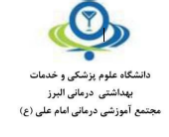 دانشگاه علوم پزشکی و خدمات
بهداشتی درمانی البرز
مجتمع آموزشی درمانی امام علی (ع)